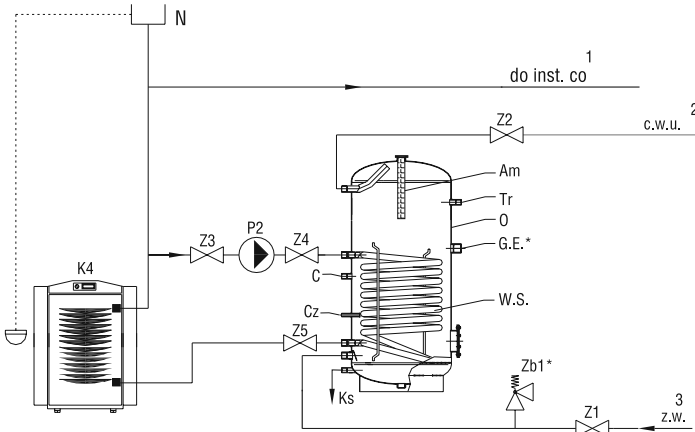 N
1
do inst. co
2
Z2
c.w.u.
Am
Tr
P2
O
Z3
Z4
G.E.*
K4
C
W.S.
Cz
Z5
Zb1*
Ks
3
Z1
z.w.